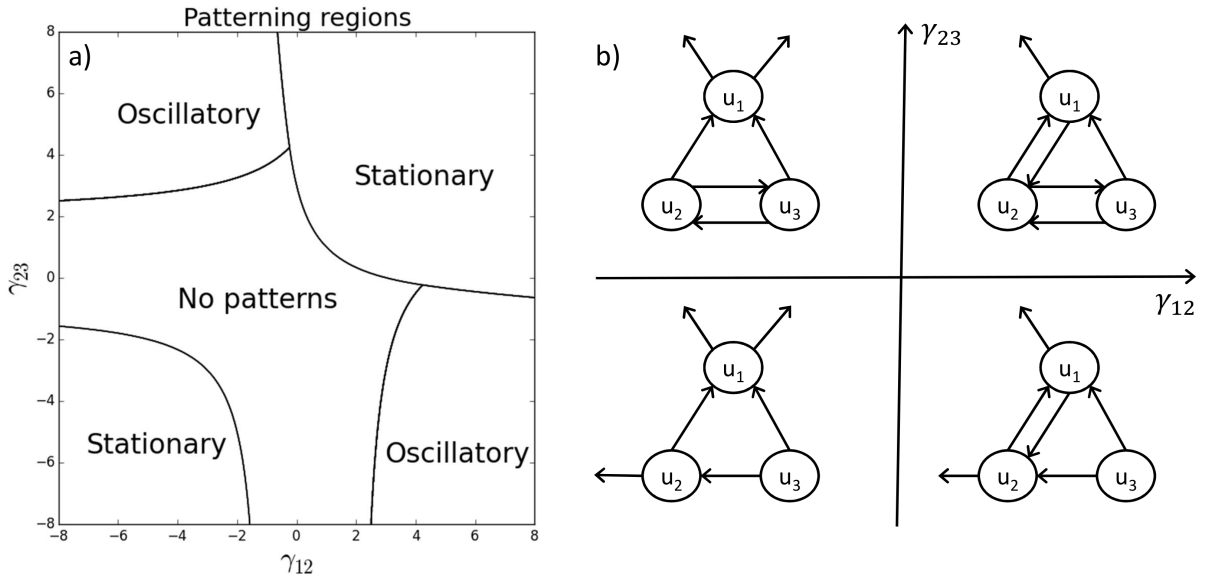 Patterning regions
a)
8
6
4
2
0
−2
−4
−6
−8
−8 −6 −4 −2 0 2 4 6 8
γ23
γ12
Oscillatory
Stationary
No patterns
Stationary
Oscillatory
b)
γ23
γ12
u1
u2 u3
u1
u2 u3
u1
u2 u3
u1
u2 u3